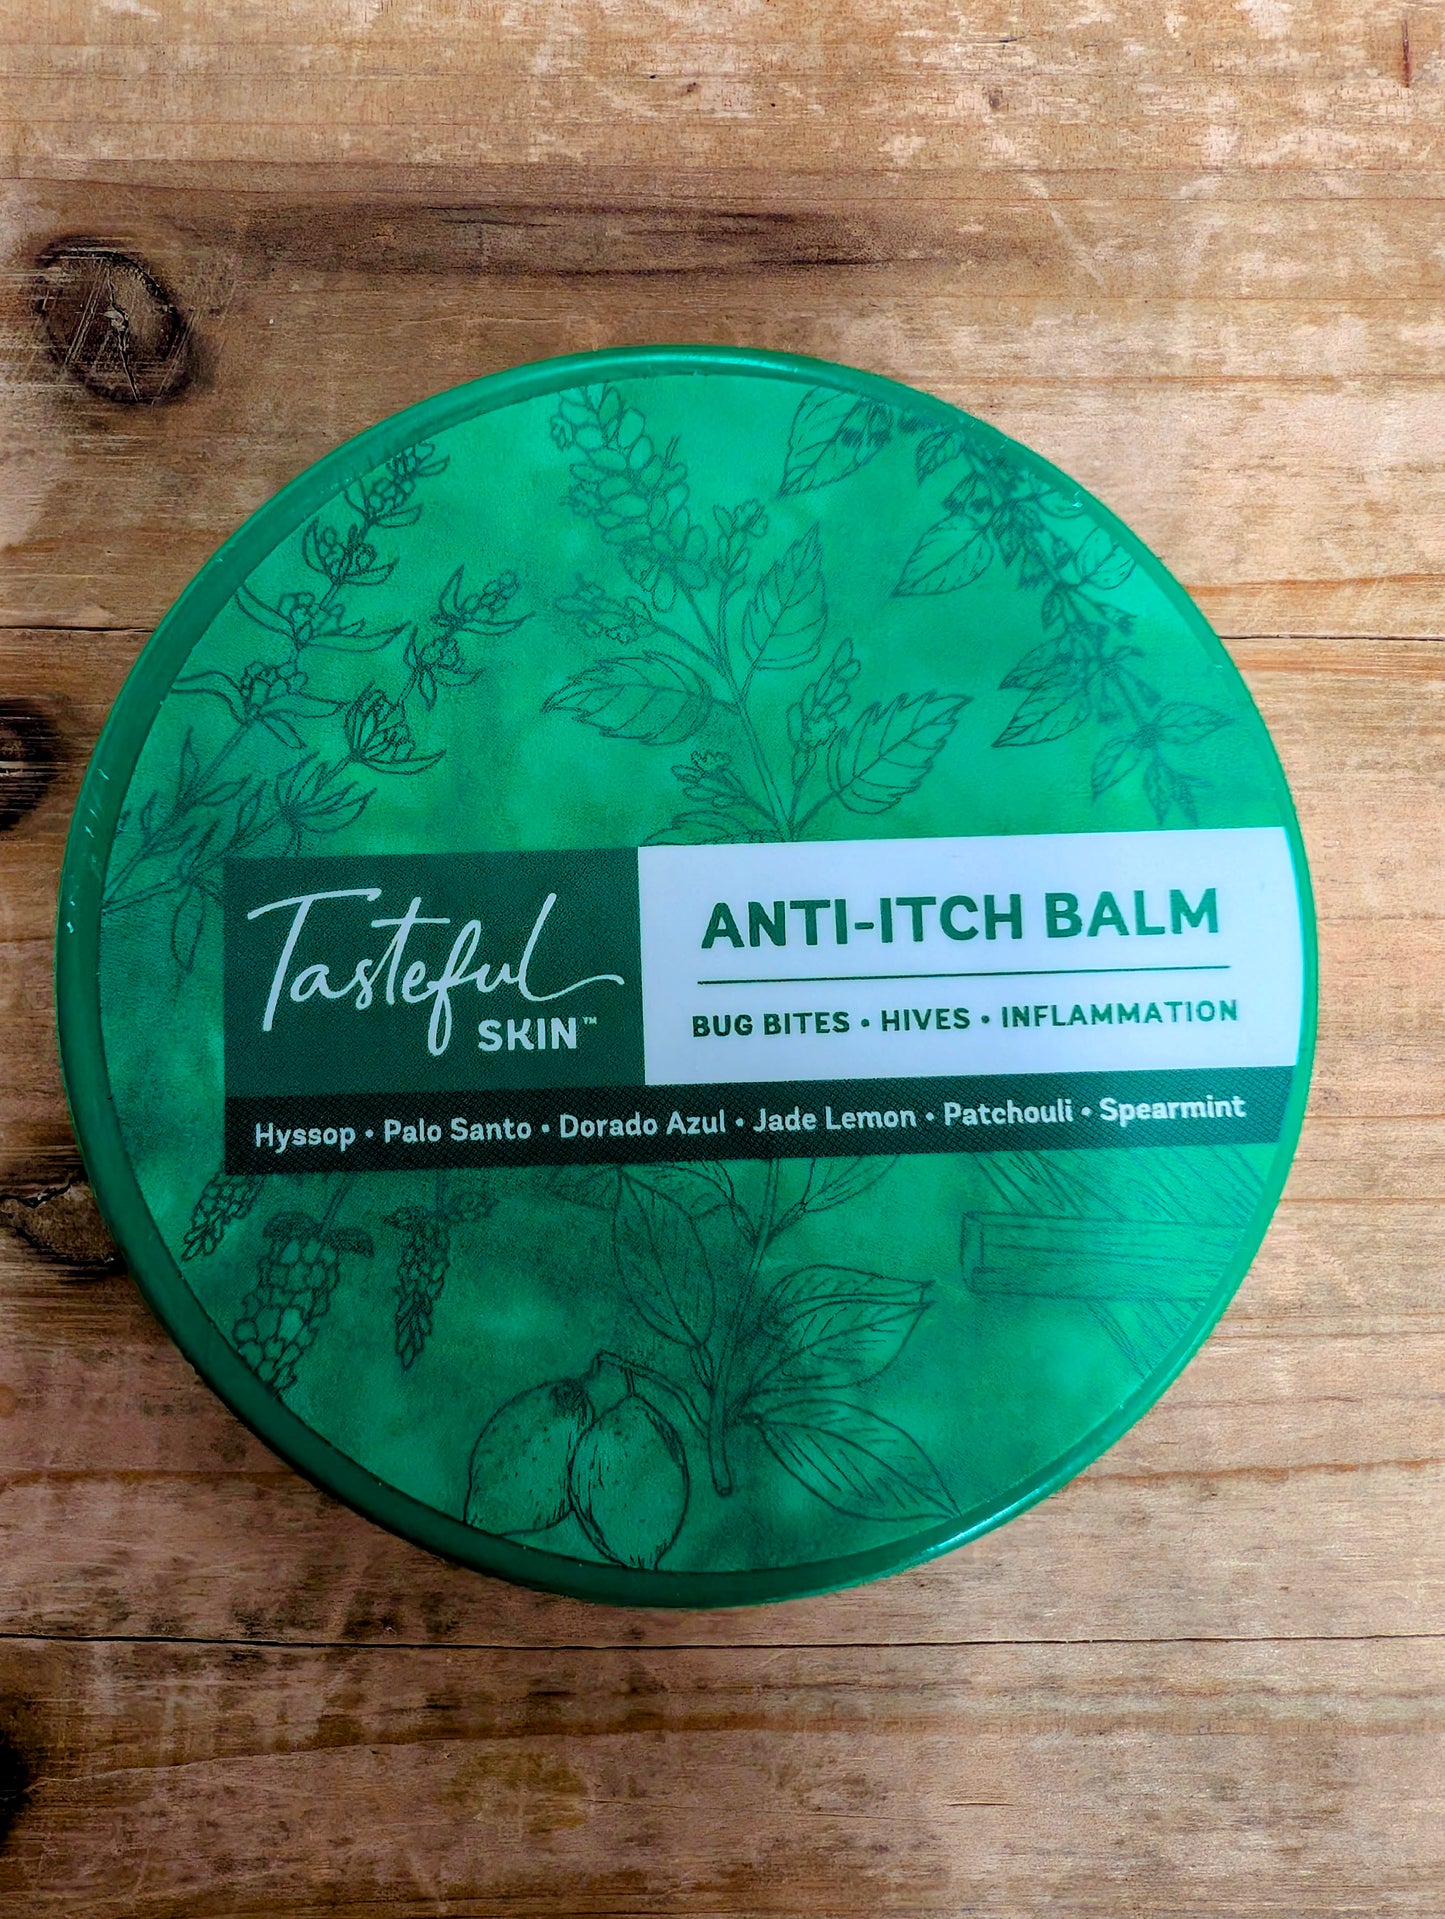 Tasteful
SKIN™
ANTI-ITCH BALM
BUG BITES • HIVES • INFLAMMATION
Hyssop • Palo Santo • Dorado Azul • Jade Lemon • Patchouli • Spearmint